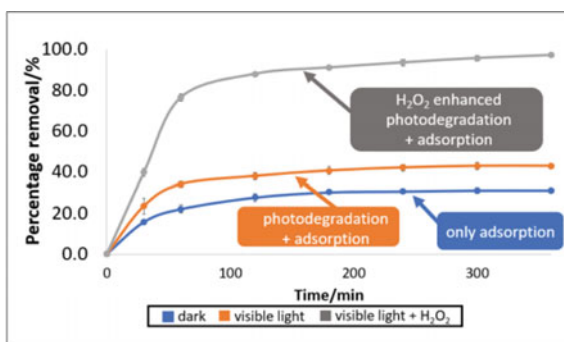 Percentage removal/%
100.0
80.0
60.0
40.0
20.0
0.0
H₂O₂ enhanced
photodegradation
+ adsorption
photodegradation
+ adsorption
only adsorption
0
100
200
300
Time/min
dark
visible light
visible light + H₂O₂